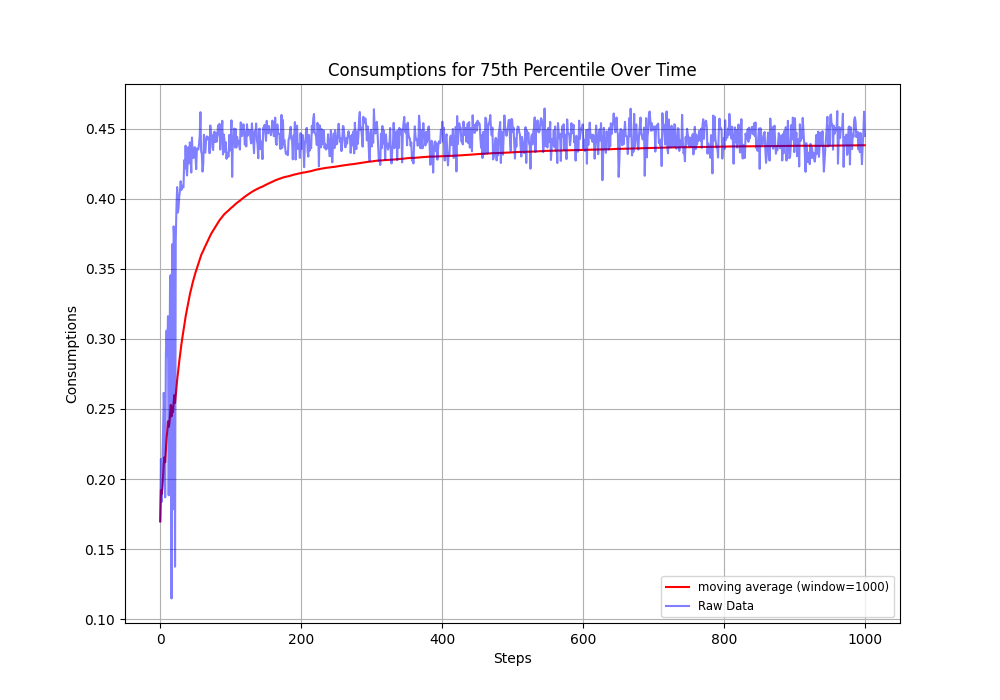 Consumptions for 75th Percentile Over Time
Consumptions
0.45
0.40
0.35
0.30
0.25
0.20
0.15
0.10
0 200 400 600 800 1000
Steps
moving average (window=1000)
Raw Data